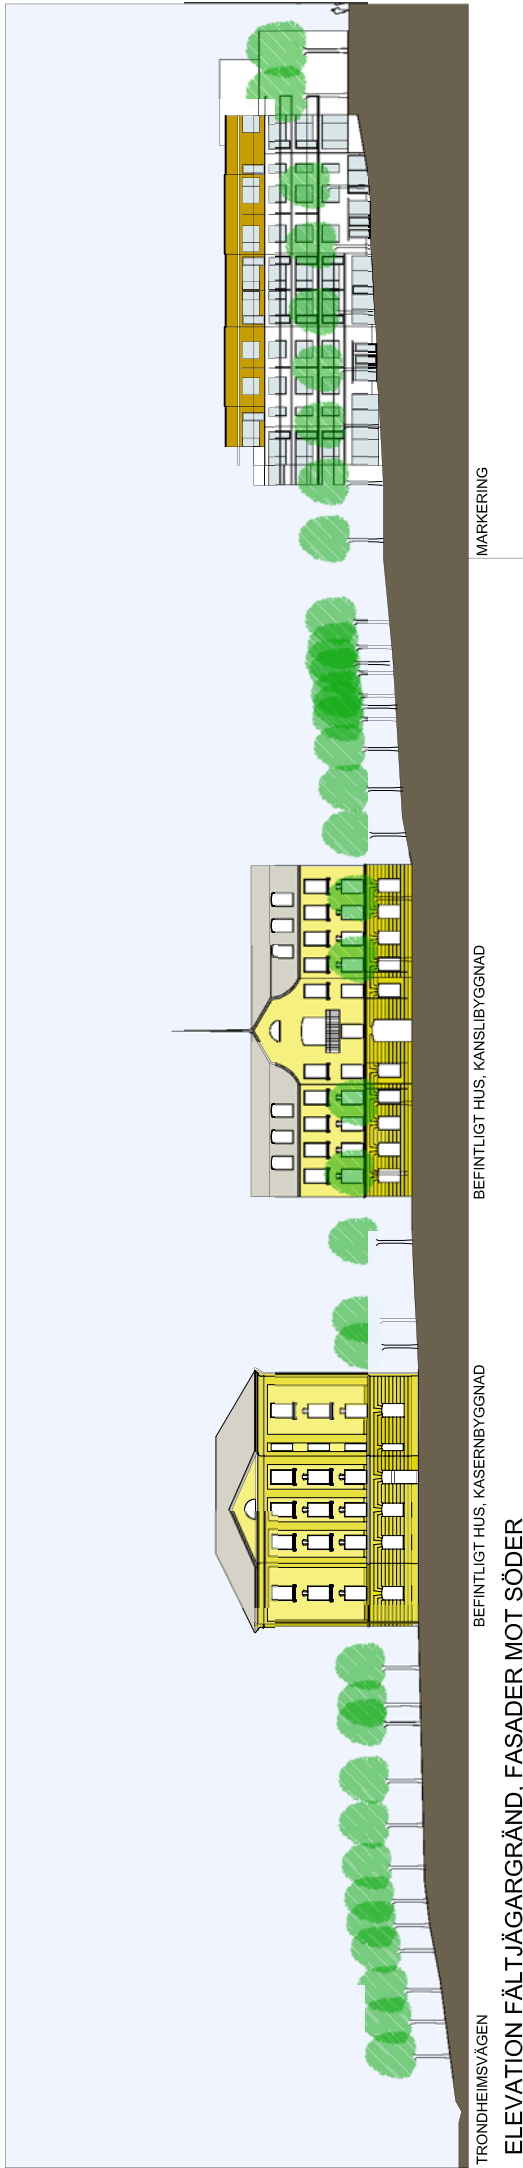 TRONDHEIMSVÄGEN
BEFINTLIGT HUS, KASERNBYGGNAD
BEFINTLIGT HUS, KANSLIBYGGNAD
MARKERING
ELEVATION FÄLTJÄGARGRÄND. FASADER MOT SÖDER